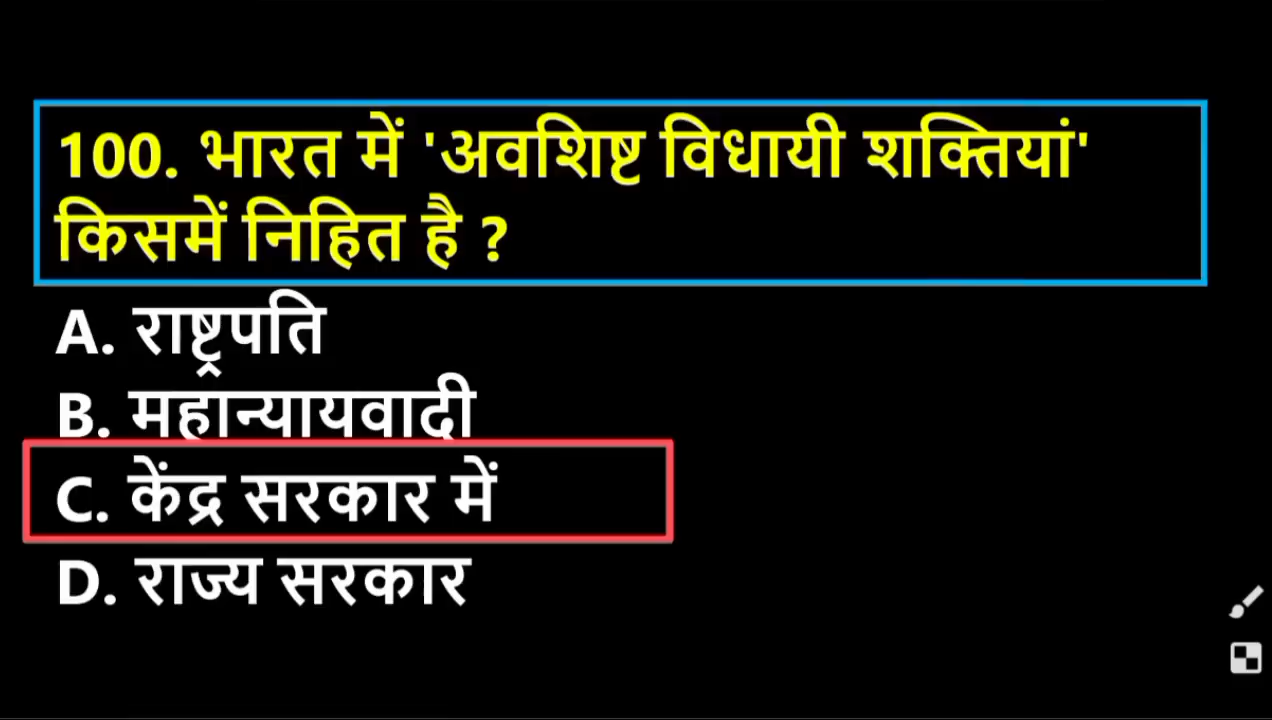 100. भारत में 'अवशिष्ट विधायी शक्तियां'
किसमें निहित है ?
A. राष्ट्रपति
B. महान्यायवादी
C. केंद्र सरकार में
D. राज्य सरकार